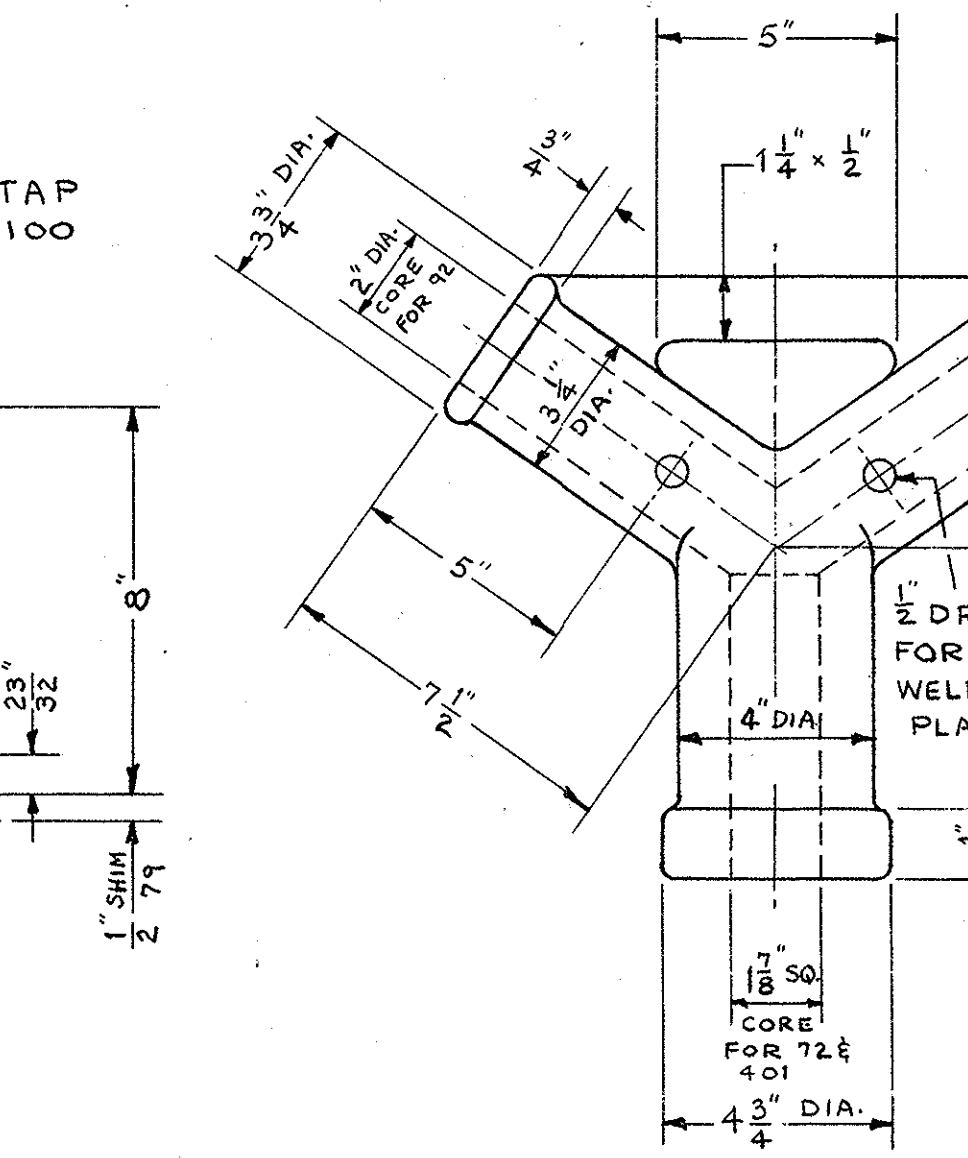 5"
1 1/4" × 1/2"
3/4"
TAP
100
3 3/4" DIA.
2" DIA.
CORE
FOR 92
3 1/4"
DIA.
8"
5"
1/2" DR
FOR
WEL
PLA
23/32"
7 1/2"
4" DIA
1/2" SHIM
79
1 7/8" SQ.
CORE
FOR 72 &
401
4 3/4" DIA.